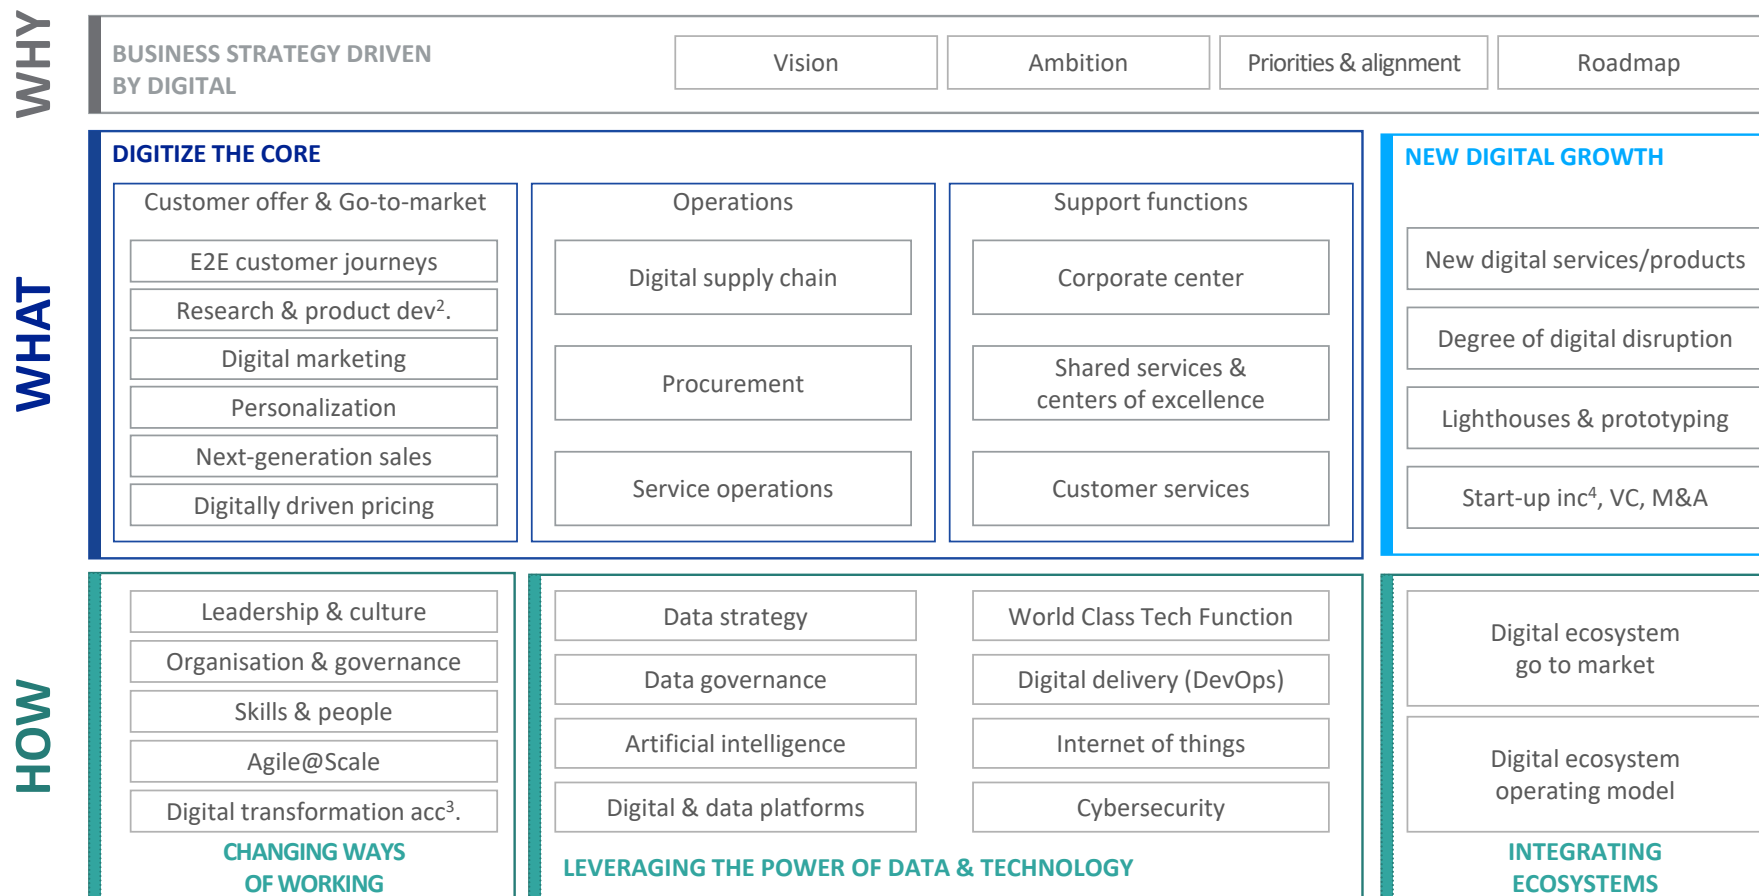 WHY
BUSINESS STRATEGY DRIVEN
BY DIGITAL
Vision
Ambition
Priorities & alignment
Roadmap
WHAT
DIGITIZE THE CORE
Customer offer & Go-to-market
E2E customer journeys
Research & product dev².
Digital marketing
Personalization
Next-generation sales
Digitally driven pricing
Operations
Digital supply chain
Procurement
Service operations
Support functions
Corporate center
Shared services &
centers of excellence
Customer services
NEW DIGITAL GROWTH
New digital services/products
Degree of digital disruption
Lighthouses & prototyping
Start-up inc⁴, VC, M&A
HOW
Leadership & culture
Organisation & governance
Skills & people
Agile@Scale
Digital transformation acc³.
CHANGING WAYS
OF WORKING
Data strategy
Data governance
Artificial intelligence
Digital & data platforms
World Class Tech Function
Digital delivery (DevOps)
Internet of things
Cybersecurity
LEVERAGING THE POWER OF DATA & TECHNOLOGY
Digital ecosystem
go to market
Digital ecosystem
operating model
INTEGRATING
ECOSYSTEMS